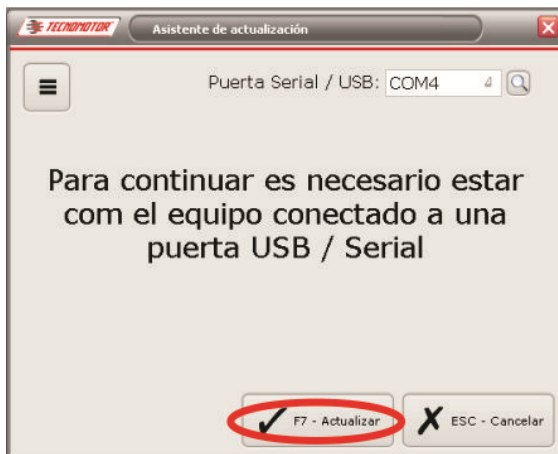 TECNOMOTOR Asistente de actualización
Puerta Serial / USB: COM4
Para continuar es necesario estar
com el equipo conectado a una
puerta USB / Serial
F7 - Actualizar ESC - Cancelar